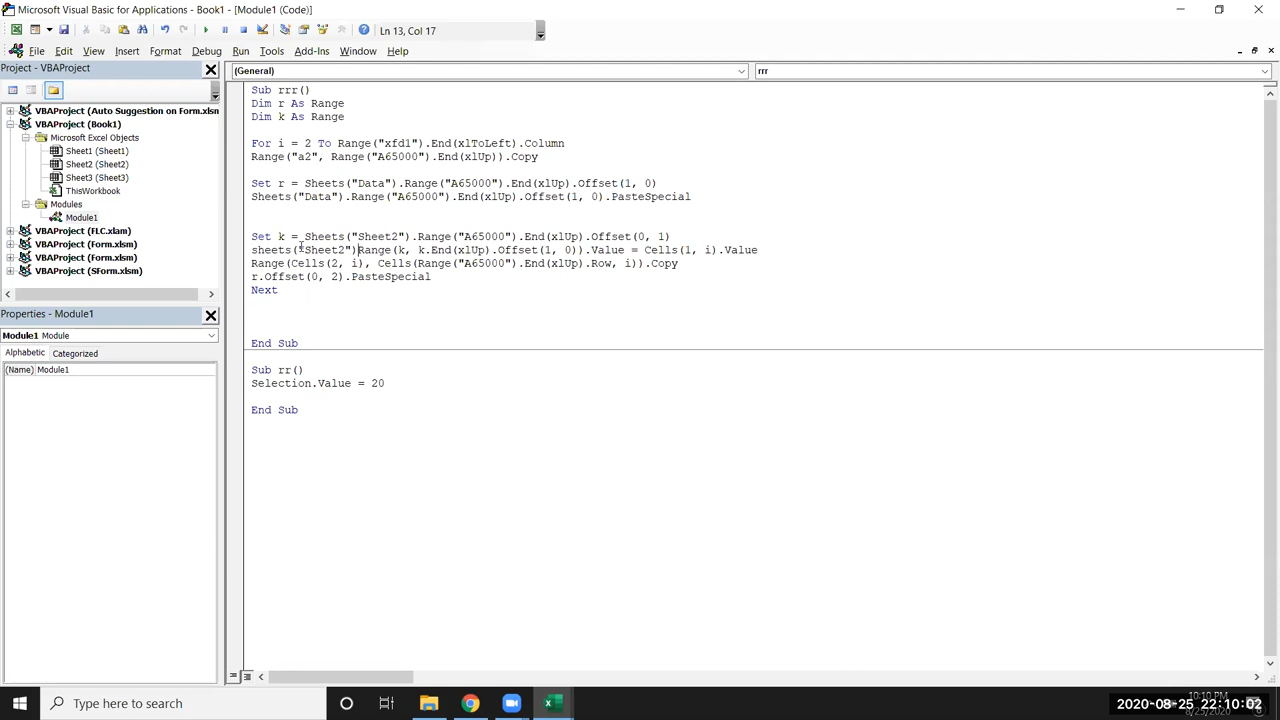 Microsoft Visual Basic for Applications - Book1 - [Module1 (Code)]
Ln 13, Col 17
File Edit View Insert Format Debug Run Tools Add-Ins Window Help
Project - VBAProject
(General)
rrr
VBAProject (Auto Suggestion on Form.xlsm
VBAProject (Book1)
Microsoft Excel Objects
Sheet1 (Sheet1)
Sheet2 (Sheet2)
Sheet3 (Sheet3)
ThisWorkbook
Modules
Module1
VBAProject (FLC.xlam)
VBAProject (Form.xlsm)
VBAProject (Form.xlsm)
VBAProject (SForm.xlsm)
Properties - Module1
Module1 Module
Alphabetic Categorized
(Name) Module1
Sub rrr()
Dim r As Range
Dim k As Range
For i = 2 To Range("xfd1").End(xlToLeft).Column
Range("a2", Range("A65000").End(xlUp)).Copy
Set r = Sheets("Data").Range("A65000").End(xlUp).Offset(1, 0)
Sheets("Data").Range("A65000").End(xlUp).Offset(1, 0).PasteSpecial
Set k = Sheets("Sheet2").Range("A65000").End(xlUp).Offset(0, 1)
sheets("Sheet2")Range(k, k.End(xlUp).Offset(1, 0)).Value = Cells(1, i).Value
Range(Cells(2, i), Cells(Range("A65000").End(xlUp).Row, i)).Copy
r.Offset(0, 2).PasteSpecial
Next
End Sub
Sub rr()
Selection.Value = 20
End Sub
Type here to search
10:10 PM
8/25/2020
2020-08-25 22:10:02